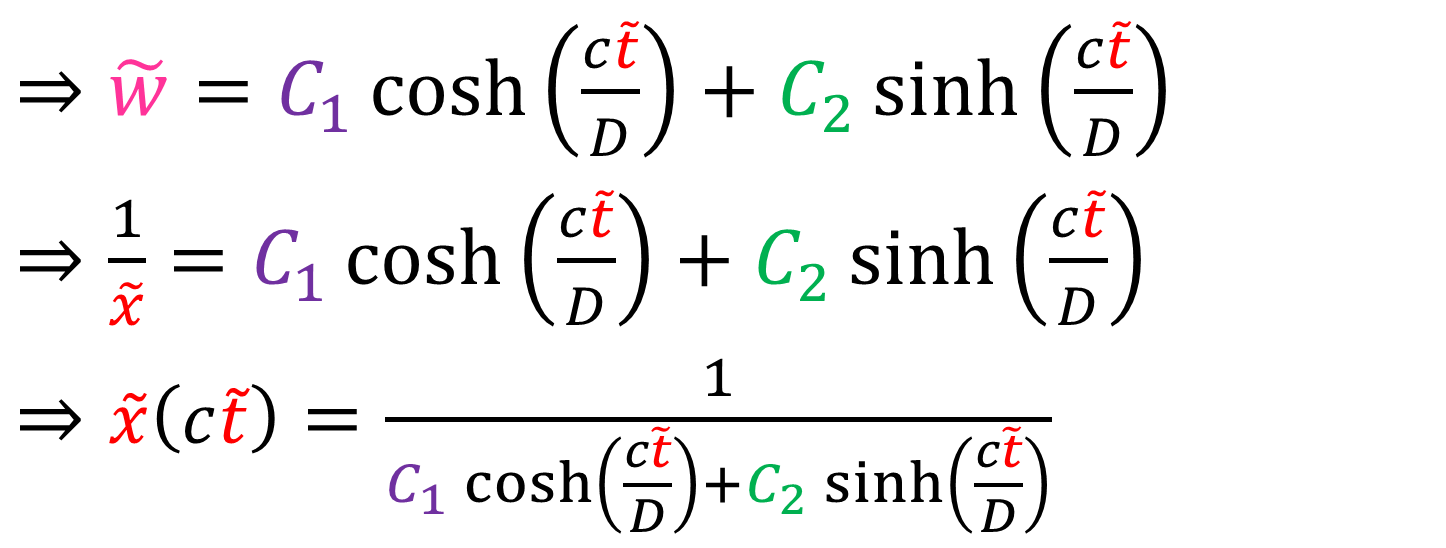 ⇒ w̃ = C₁ cosh(ct̃/D) + C₂ sinh(ct̃/D)
⇒ 1/x̃ = C₁ cosh(ct̃/D) + C₂ sinh(ct̃/D)
⇒ x̃(ct̃) = 1/(C₁ cosh(ct̃/D)+C₂ sinh(ct̃/D))